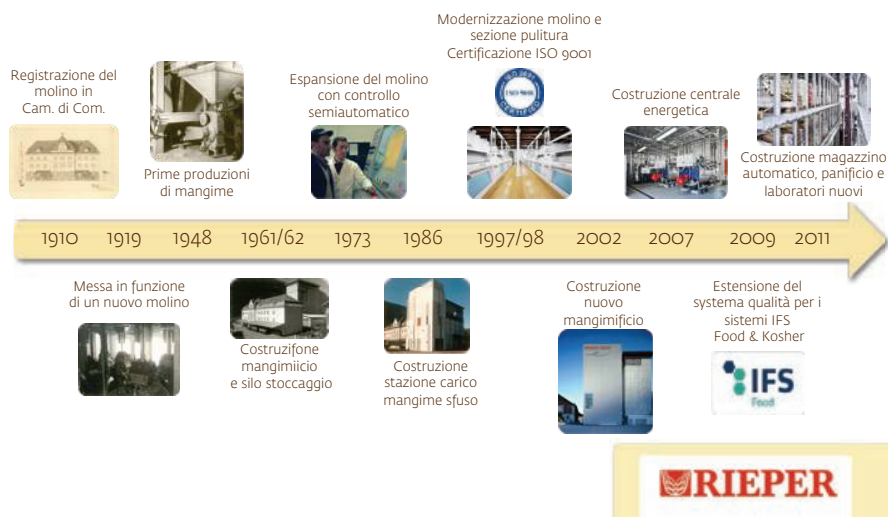 Modernizzazione molino e
sezione pulitura
Certificazione ISO 9001
ISO 9001
CERTIFIED
Registrazione del
molino in
Cam. di Com.
Prime produzioni
di mangime
Espansione del molino
con controllo
semiautomatico
Costruzione centrale
energetica
Costruzione magazzino
automatico, panificio e
laboratori nuovi
1910 1919 1948 1961/62 1973 1986 1997/98 2002 2007 2009 2011
Messa in funzione
di un nuovo molino
Costruzifone
mangimiicio
e silo stoccaggio
Costruzione
stazione carico
mangime sfuso
Costruzione
nuovo
mangimificio
Estensione del
systema qualità per i
sistemi IFS
Food & Kosher
IFS
Food
RIEPER